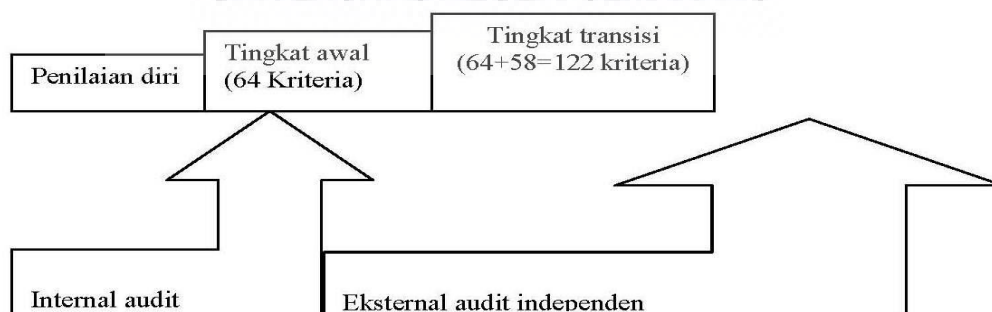 Penilaian diri
Tingkat awal
(64 Kriteria)
Tingkat transisi
(64+58=122 kriteria)
Internal audit
Eksternal audit independen